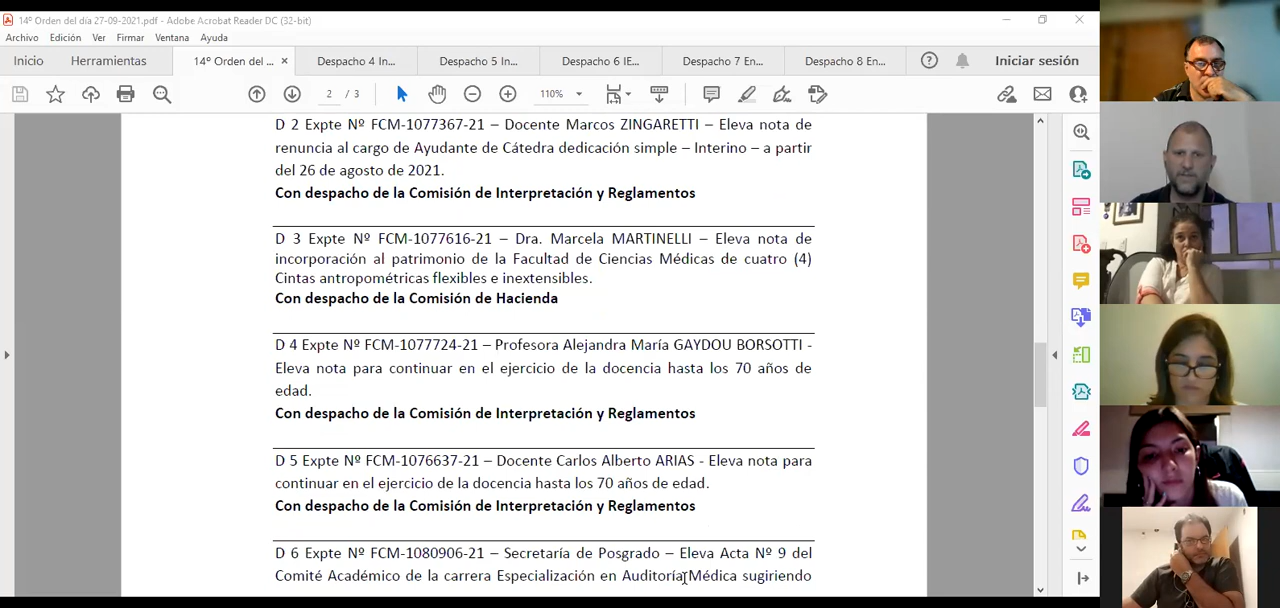 14º Orden del día 27-09-2021.pdf - Adobe Acrobat Reader DC (32-bit)
Archivo Edición Ver Firmar Ventana Ayuda
Inicio Herramientas 14º Orden del ... × Despacho 4 In... Despacho 5 In... Despacho 6 IE... Despacho 7 En... Despacho 8 En... Iniciar sesión
2 / 3 110%
D 2 Expte Nº FCM-1077367-21 – Docente Marcos ZINGARETTI – Eleva nota de
renuncia al cargo de Ayudante de Cátedra dedicación simple – Interino – a partir
del 26 de agosto de 2021.
Con despacho de la Comisión de Interpretación y Reglamentos
D 3 Expte Nº FCM-1077616-21 – Dra. Marcela MARTINELLI – Eleva nota de
incorporación al patrimonio de la Facultad de Ciencias Médicas de cuatro (4)
Cintas antropométricas flexibles e inextensibles.
Con despacho de la Comisión de Hacienda
D 4 Expte Nº FCM-1077724-21 – Profesora Alejandra María GAYDOU BORSOTTI -
Eleva nota para continuar en el ejercicio de la docencia hasta los 70 años de
edad.
Con despacho de la Comisión de Interpretación y Reglamentos
D 5 Expte Nº FCM-1076637-21 – Docente Carlos Alberto ARIAS - Eleva nota para
continuar en el ejercicio de la docencia hasta los 70 años de edad.
Con despacho de la Comisión de Interpretación y Reglamentos
D 6 Expte Nº FCM-1080906-21 – Secretaría de Posgrado – Eleva Acta Nº 9 del
Comité Académico de la carrera Especialización en Auditoría Médica sugiriendo